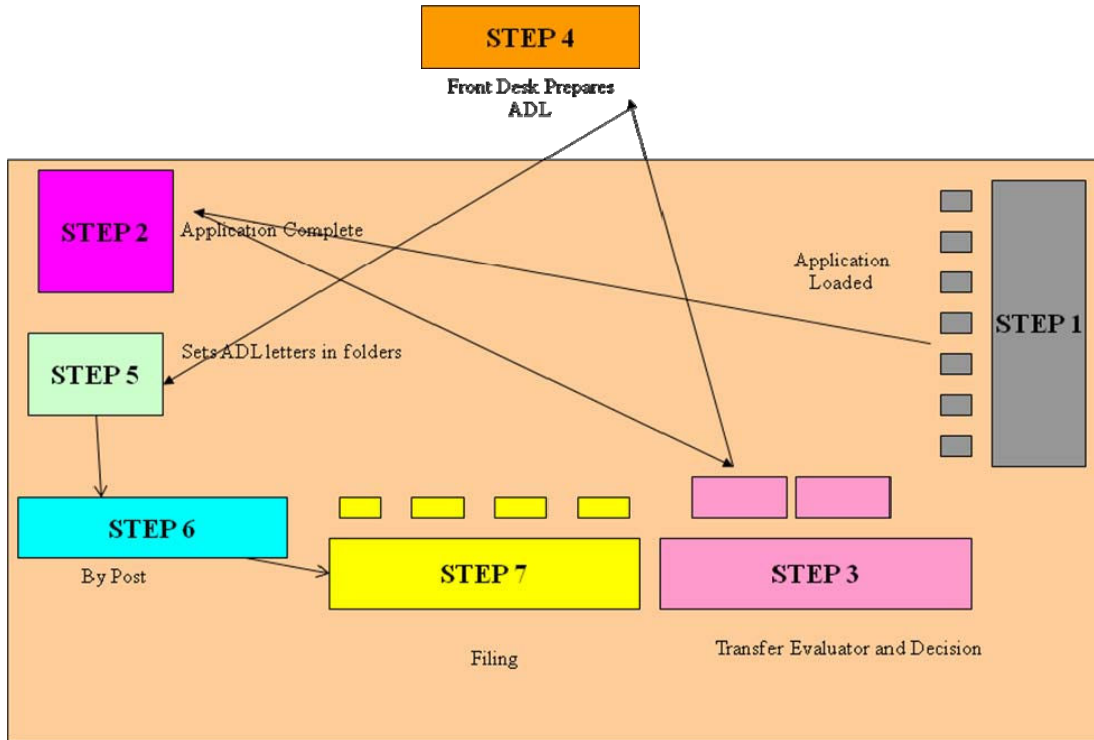 STEP 4
Front Desk Prepares
ADL
STEP 2
Application Complete
Application
Loaded
STEP 1
STEP 5
Sets ADL letters in folders
STEP 6
By Post
STEP 7
Filing
STEP 3
Transfer Evaluator and Decision